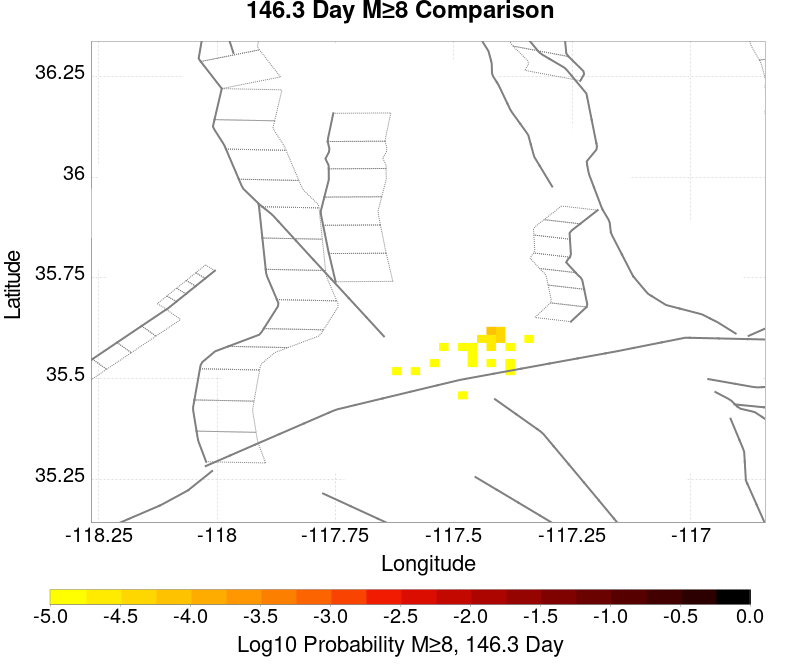 146.3 Day M≥8 Comparison
36.25
36
35.75
35.5
35.25
Latitude
-118.25 -118 -117.75 -117.5 -117.25 -117
Longitude
-5.0 -4.5 -4.0 -3.5 -3.0 -2.5 -2.0 -1.5 -1.0 -0.5 0.0
Log10 Probability M≥8, 146.3 Day